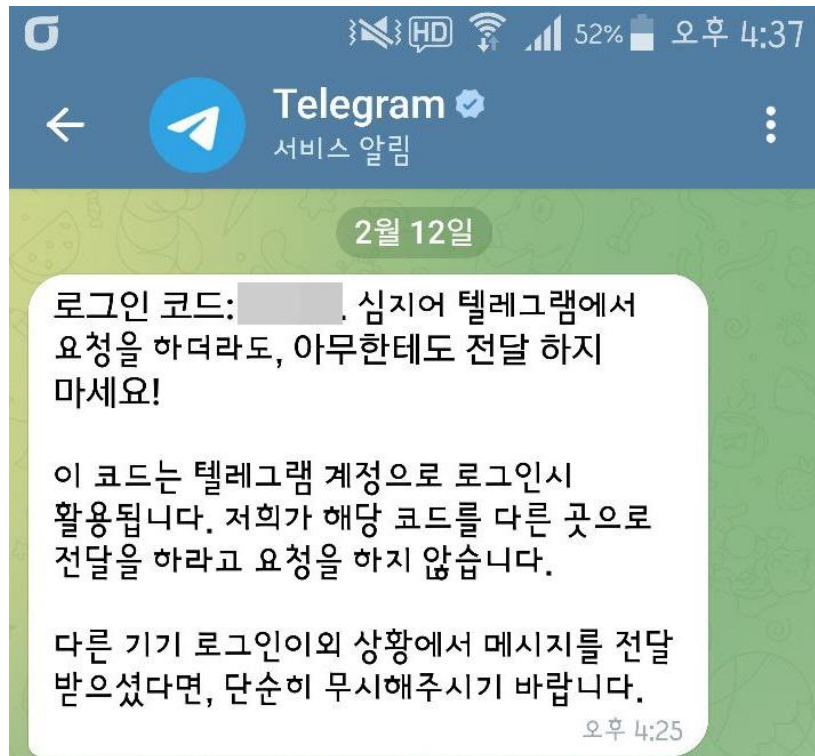 HD 52% 오후 4:37
Telegram
서비스 알림
2월 12일
로그인 코드: . 심지어 텔레그램에서
요청을 하더라도, 아무한테도 전달 하지
마세요!
이 코드는 텔레그램 계정으로 로그인시
활용됩니다. 저희가 해당 코드를 다른 곳으로
전달을 하라고 요청을 하지 않습니다.
다른 기기 로그인이외 상황에서 메시지를 전달
받으셨다면, 단순히 무시해주시기 바랍니다.
오후 4:25